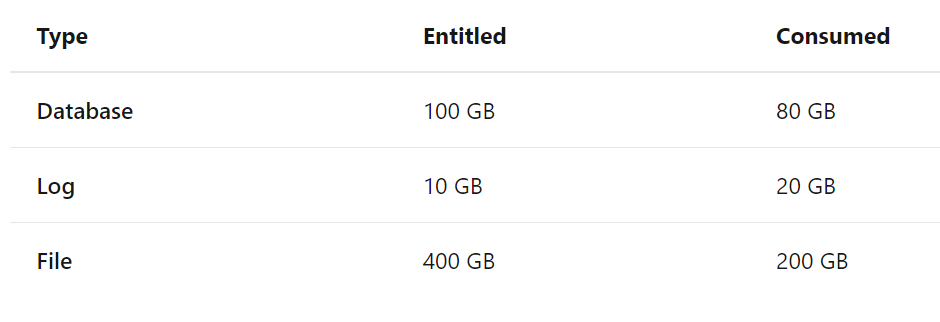 Type Entitled Consumed
Database 100 GB 80 GB
Log 10 GB 20 GB
File 400 GB 200 GB